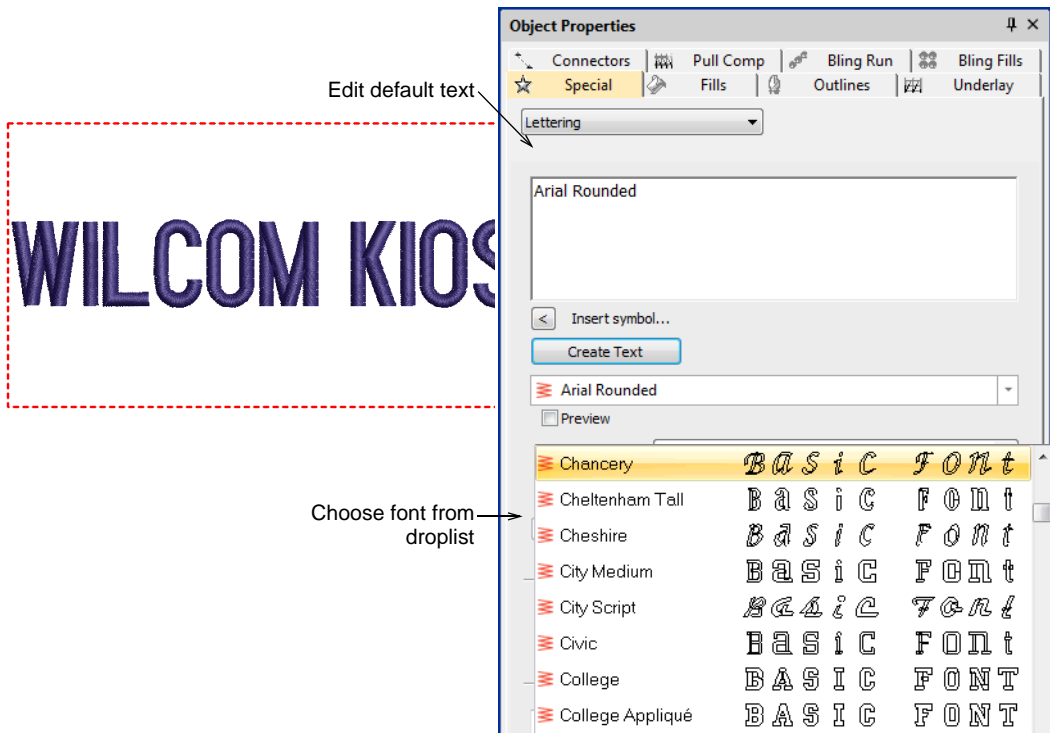 Object Properties
Connectors Pull Comp Bling Run Bling Fills
Special Fills Outlines Underlay
Edit default text
Lettering
Arial Rounded
WILCOM KIOS
< Insert symbol...
Create Text
Arial Rounded
Preview
Chancery BASiC FONt
Cheltenham Tall BaSiC FONt
Choose font from
droplist
Cheshire BaSiC FONt
City Medium BaSiC FONt
City Script BaSiC FONt
Civic BaSiC FONt
College BASIC FONT
College Appliqué BASIC FONT